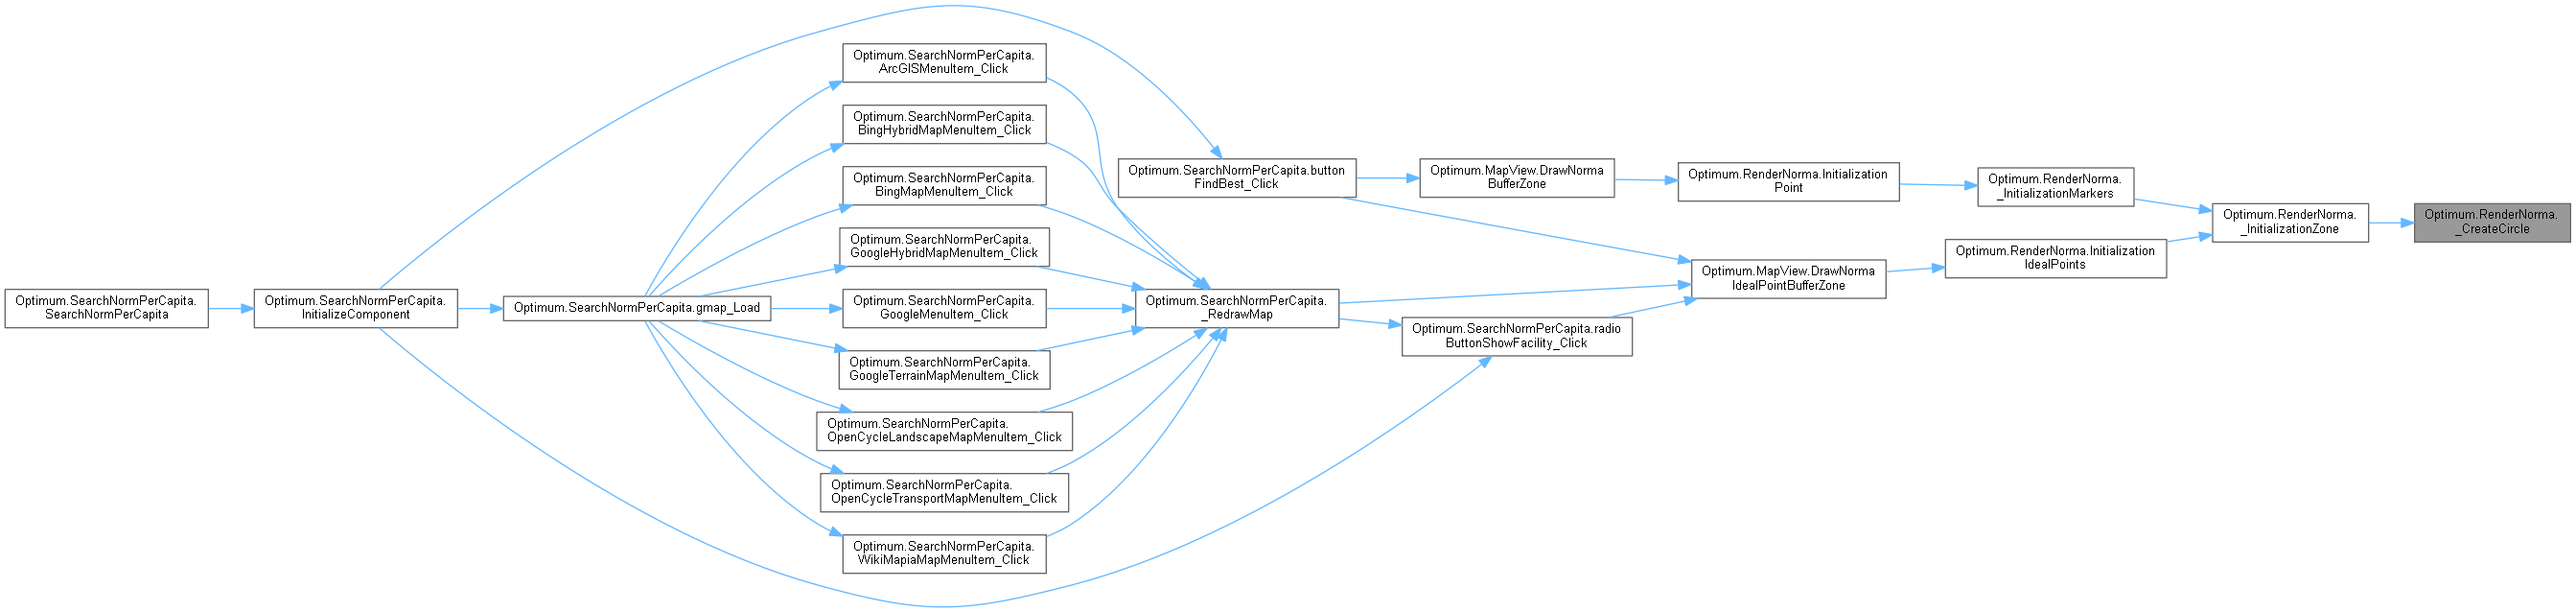 Optimum.SearchNormPerCapita.
SearchNormPerCapita
Optimum.SearchNormPerCapita.
InitializeComponent
Optimum.SearchNormPerCapita.gmap_Load
Optimum.SearchNormPerCapita.
ArcGISMenuItem_Click
Optimum.SearchNormPerCapita.
BingHybridMapMenuItem_Click
Optimum.SearchNormPerCapita.
BingMapMenuItem_Click
Optimum.SearchNormPerCapita.
GoogleHybridMapMenuItem_Click
Optimum.SearchNormPerCapita.
GoogleMenuItem_Click
Optimum.SearchNormPerCapita.
GoogleTerrainMapMenuItem_Click
Optimum.SearchNormPerCapita.
OpenCycleLandscapeMapMenuItem_Click
Optimum.SearchNormPerCapita.
OpenCycleTransportMapMenuItem_Click
Optimum.SearchNormPerCapita.
WikiMapiaMapMenuItem_Click
Optimum.SearchNormPerCapita.button
FindBest_Click
Optimum.SearchNormPerCapita.
_RedrawMap
Optimum.MapView.DrawNorma
BufferZone
Optimum.SearchNormPerCapita.radio
ButtonShowFacility_Click
Optimum.RenderNorma.Initialization
Point
Optimum.MapView.DrawNorma
IdealPointBufferZone
Optimum.RenderNorma.
_InitializationMarkers
Optimum.RenderNorma.Initialization
IdealPoints
Optimum.RenderNorma.
_InitializationZone
Optimum.RenderNorma.
_CreateCircle